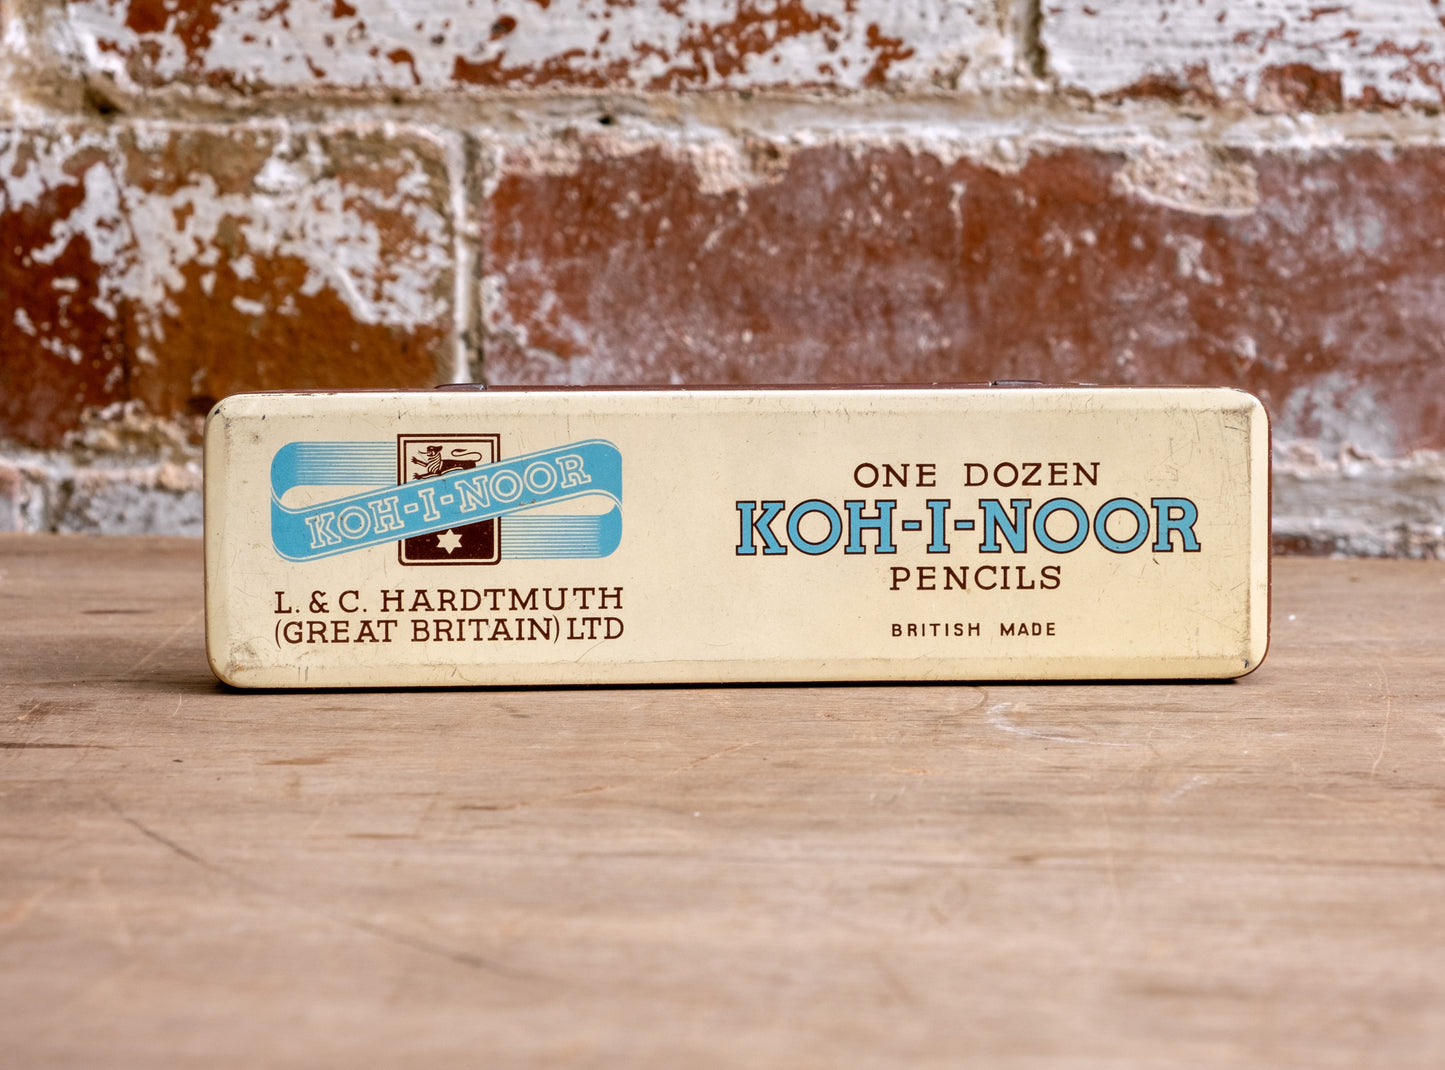 KOH-I-NOOR
L. & C. HARDTMUTH
(GREAT BRITAIN) LTD
ONE DOZEN
KOH-I-NOOR
PENCILS
BRITISH MADE